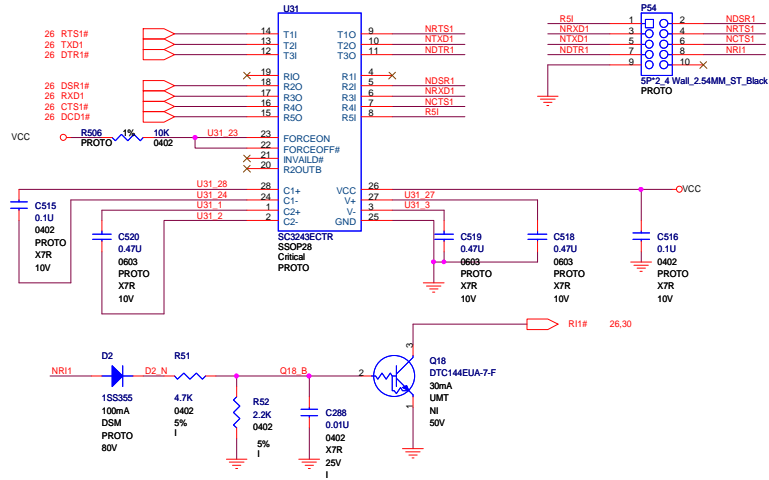 U31
26 RTS1# 14 T1I T1O 9 NRTS1
26 TXD1 13 T2I T2O 10 NTXD1
26 DTR1# 12 T3I T3O 11 NDTR1
19 RIO R1I 4
26 DSR1# 18 R2O R2I 5 NDSR1
26 RXD1 17 R3O R3I 6 NRXD1
26 CTS1# 16 R4O R4I 7 NCTS1
26 DCD1# 15 R5O R5I 8 R5I
VCC R506 1% 10K U31_23 23 FORCEON
PROTO 0402 22 FORCEOFF#
21 INVAILD#
20 R2OUTB
U31_28 28 C1+ VCC 26 VCC
U31_24 24 C1- V+ 27 U31_27
U31_1 1 C2+ V- 3 U31_3
U31_2 2 C2- GND 25
SC3243ECTR
SSOP28
Critical
PROTO
C515
0.1U
0402
PROTO
X7R
10V
C520
0.47U
0603
PROTO
X7R
10V
C519
0.47U
0603
PROTO
X7R
10V
C518
0.47U
0603
PROTO
X7R
10V
C516
0.1U
0402
PROTO
X7R
10V
P54
R5I 1 2 NDSR1
NRXD1 3 4 NRTS1
NTXD1 5 6 NCTS1
NDTR1 7 8 NRI1
9 10
5P*2_4 Wall_2.54MM_ST_Black
PROTO
RI1# 26,30
NRI1
D2
D2_N
1SS355
100mA
DSM
PROTO
80V
R51
4.7K
0402
5%
I
R52
2.2K
0402
5%
I
Q18_B
C288
0.01U
0402
X7R
25V
I
2
3
1
Q18
DTC144EUA-7-F
30mA
UMT
NI
50V